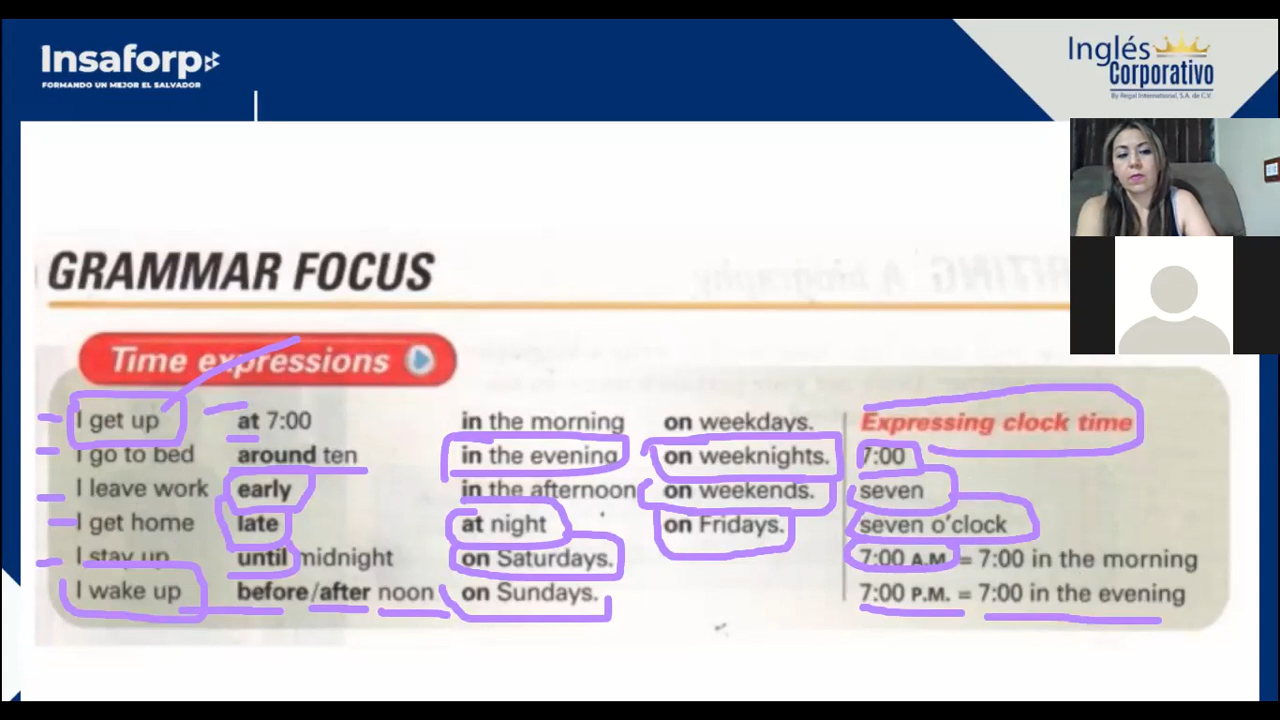 Insaforp
FORMANDO UN MEJOR EL SALVADOR
Inglés
Corporativo
By Regal International, S.A. de C.V.
GRAMMAR FOCUS
Time expressions
I get up at 7:00 in the morning on weekdays.
I go to bed around ten in the evening on weeknights.
I leave work early in the afternoon on weekends.
I get home late at night on Fridays.
I stay up until midnight on Saturdays.
I wake up before/after noon on Sundays.
Expressing clock time
7:00
seven
seven o'clock
7:00 A.M. = 7:00 in the morning
7:00 P.M. = 7:00 in the evening